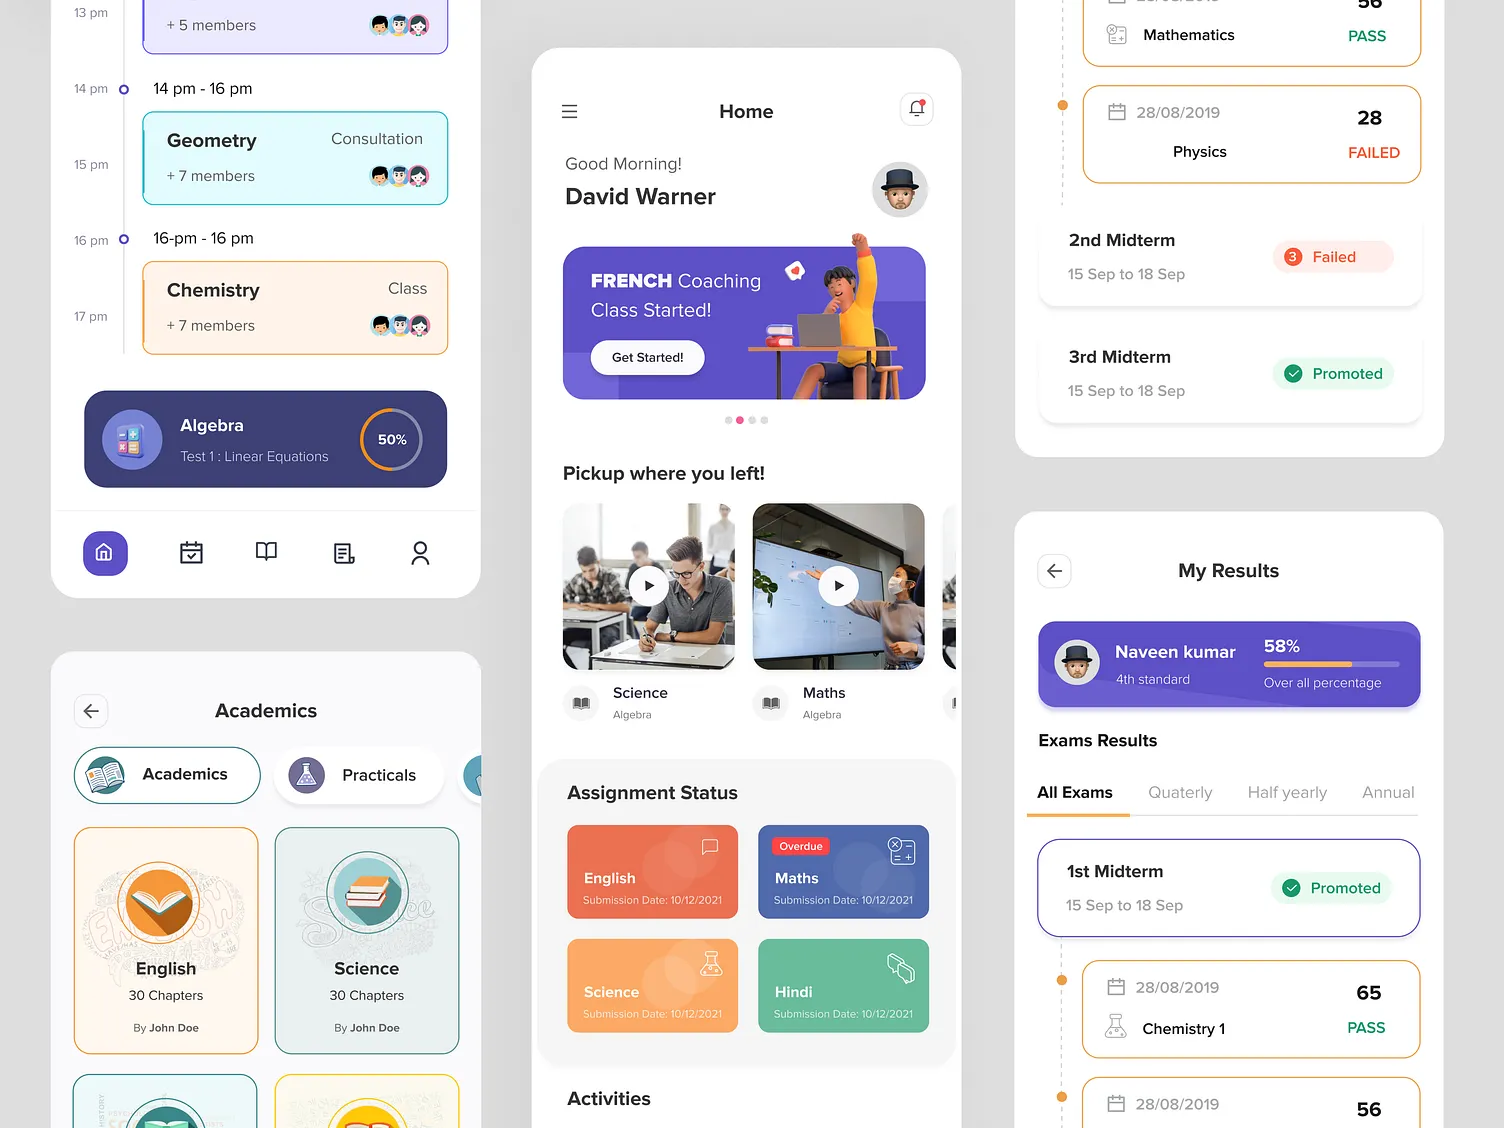 13 pm
+ 5 members
14 pm
14 pm - 16 pm
Geometry
Consultation
15 pm
+ 7 members
16 pm
16-pm - 16 pm
Chemistry
Class
17 pm
+ 7 members
Algebra
Test 1 : Linear Equations
50%
Academics
Academics
Practicals
English
30 Chapters
By John Doe
Science
30 Chapters
By John Doe
Home
Good Morning!
David Warner
FRENCH Coaching
Class Started!
Get Started!
Pickup where you left!
Science
Algebra
Maths
Algebra
Assignment Status
English
Submission Date: 10/12/2021
Overdue
Maths
Submission Date: 10/12/2021
Science
Submission Date: 10/12/2021
Hindi
Submission Date: 10/12/2021
Activities
28/08/2019
56
Mathematics
PASS
28/08/2019
28
Physics
FAILED
2nd Midterm
15 Sep to 18 Sep
3 Failed
3rd Midterm
15 Sep to 18 Sep
Promoted
My Results
Naveen kumar
4th standard
58%
Over all percentage
Exams Results
All Exams
Quaterly
Half yearly
Annual
1st Midterm
15 Sep to 18 Sep
Promoted
28/08/2019
65
Chemistry 1
PASS
28/08/2019
56